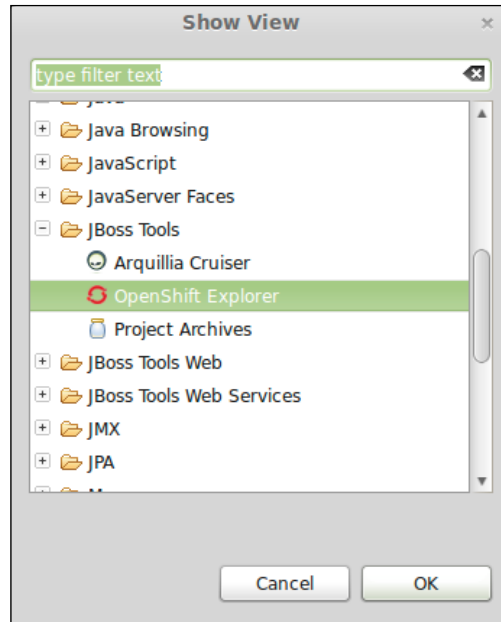 Show View
type filter text
Java
Java Browsing
JavaScript
JavaServer Faces
JBoss Tools
Arquillia Cruiser
OpenShift Explorer
Project Archives
JBoss Tools Web
JBoss Tools Web Services
JMX
JPA
Cancel
OK